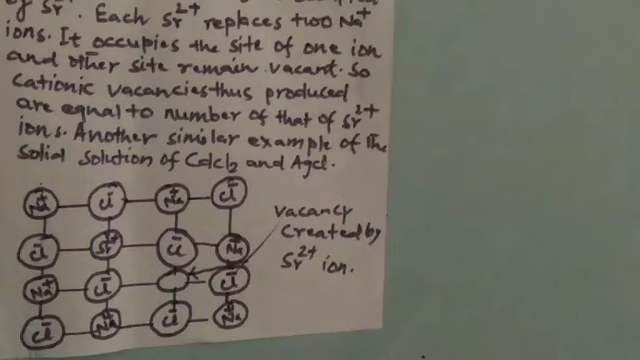 of Sr²⁺. Each Sr²⁺ replaces two Na⁺
ions. It occupies the site of one ion
and other site remain vacant. So
cationic vacancies thus produced
are equal to number of that of Sr²⁺
ions. Another similar example of the
solid solution of CdCl₂ and AgCl.
Na⁺ Cl⁻ Na⁺ Cl⁻
Cl⁻ Sr²⁺ Cl⁻ Na⁺
Na⁺ Cl⁻ Cl⁻
Cl⁻ Na⁺ Cl⁻ Na⁺
vacancy
created by
Sr²⁺ ion.